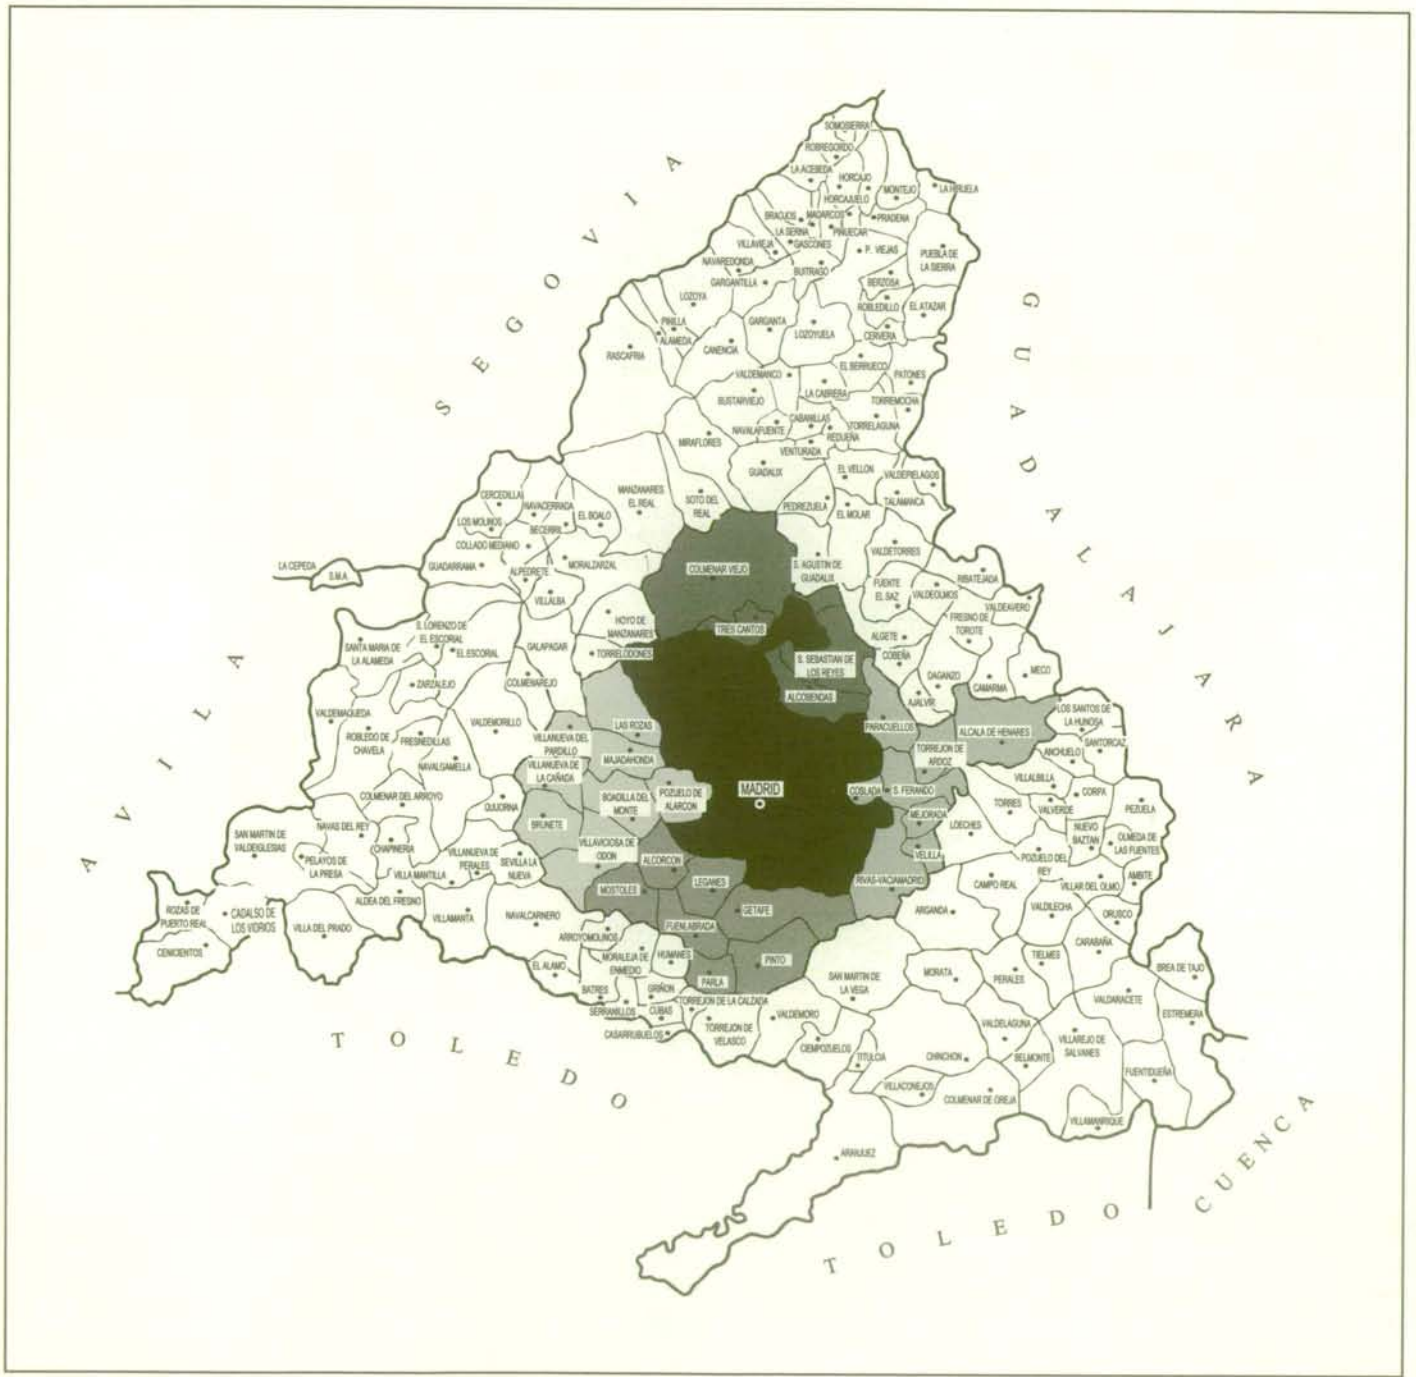 SEGOVIA
GUADALAJARA
AVILA
TOLEDO
TOLEDO
CUENCA
SOMOSIERRA
ROBREGORDO
LA ACEBEDA
HORCAJO
HORCAJUELO
MONTEJO
LA HIRUELA
BRAOJOS
MADARCOS
PRADENA
LA SERNA
PIÑUECAR
VILLAVIEJA
GASCONES
P. VIEJAS
PUEBLA DE
LA SIERRA
NAVAREDONDA
BUITRAGO
GARGANTILLA
BERZOSA
LOZOYA
ROBLEDILLO
EL ATAZAR
PINILLA
GARGANTA
LOZOYUELA
CERVERA
ALAMEDA
RASCAFRIA
CANENCIA
EL BERRUECO
VALDEMANCO
PATONES
BUSTARVIEJO
LA CABRERA
TORREMOCHA
CABANILLAS
NAVALAFUENTE
TORRELAGUNA
REDUEÑA
MIRAFLORES
VENTURADA
GUADALIX
EL VELLON
VALDEPIELAGOS
CERCEDILLA
MANZANARES
EL REAL
SOTO DEL
REAL
PEDREZUELA
EL MOLAR
TALAMANCA
NAVACERRADA
EL BOALO
LOS MOLINOS
BECERRIL
COLLADO MEDIANO
VALDETORRES
LA CEPEDA
S.M.A.
GUADARRAMA
ALPEDRETE
MORALZARZAL
COLMENAR VIEJO
S. AGUSTIN DE
GUADALIX
FUENTE
EL SAZ
VALDEOLMOS
RIBATEJADA
VILLALBA
VALDEAVERO
FRESNO DE
TOROTE
HOYO DE
MANZANARES
TRES CANTOS
S. LORENZO DE
EL ESCORIAL
ALGETE
SANTA MARIA DE
LA ALAMEDA
EL ESCORIAL
GALAPAGAR
TORRELODONES
S. SEBASTIAN DE
LOS REYES
COBEÑA
ZARZALEJO
COLMENAREJO
DAGANZO
CAMARMA
MECO
ALCOBENDAS
AJALVIR
VALDEMAQUEDA
VALDEMORILLO
LAS ROZAS
PARACUELLOS
ALCALA DE HENARES
LOS SANTOS DE
LA HUMOSA
ROBLEDO DE
CHAVELA
FRESNEDILLAS
VILLANUEVA DEL
PARDILLO
MAJADAHONDA
TORREJON DE
ARDOZ
SANTORCAZ
ANCHUELO
NAVALGAMELLA
VILLANUEVA DE
LA CAÑADA
VILLALBILLA
COLMENAR DEL ARROYO
QUIJORNA
BOADILLA DEL
MONTE
POZUELO DE
ALARCON
MADRID
COSLADA
S. FERANDO
TORRES
VALVERDE
CORPA
PEZUELA
NAVAS DEL REY
BRUNETE
MEJORADA
LOECHES
NUEVO
BAZTAN
OLMEDA DE
LAS FUENTES
SAN MARTIN DE
VALDEIGLESIAS
CHAPINERIA
VILLANUEVA DE
PERALES
SEVILLA LA
NUEVA
VILLAVICIOSA DE
ODON
ALCORCON
VELILLA
POZUELO DEL
REY
PELAYOS DE
LA PRESA
VILLA MANTILLA
MOSTOLES
LEGANES
RIVAS-VACIAMADRID
CAMPO REAL
VILLAR DEL OLMO
AMBITE
ALDEA DEL FRESNO
ROZAS DE
PUERTO REAL
CADALSO DE
LOS VIDRIOS
VILLA DEL PRADO
VILLAMANTA
NAVALCARNERO
GETAFE
ARGANDA
VALDILECHA
ORUSCO
FUENLABRADA
CENICIENTOS
ARROYOMOLINOS
CARABAÑA
EL ALAMO
MORALEJA DE
ENMEDIO
HUMANES
PINTO
TIELMES
BREA DE TAJO
SAN MARTIN DE
LA VEGA
MORATA
PERALES
PARLA
BATRES
GRIÑON
VALDARACETE
TORREJON DE LA CALZADA
SERRANILLOS
CUBAS
VALDEMORO
ESTREMERA
CASARRUBUELOS
TORREJON DE
VELASCO
VALDELAGUNA
VILLAREJO DE
SALVANES
CIEMPOZUELOS
TITULCIA
CHINCHON
BELMONTE
FUENTIDUEÑA
VILLACONEJOS
COLMENAR DE OREJA
VILLAMANRIQUE
ARANJUEZ